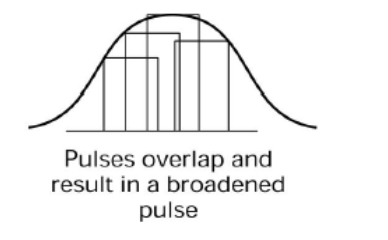 Pulses overlap and
result in a broadened
pulse